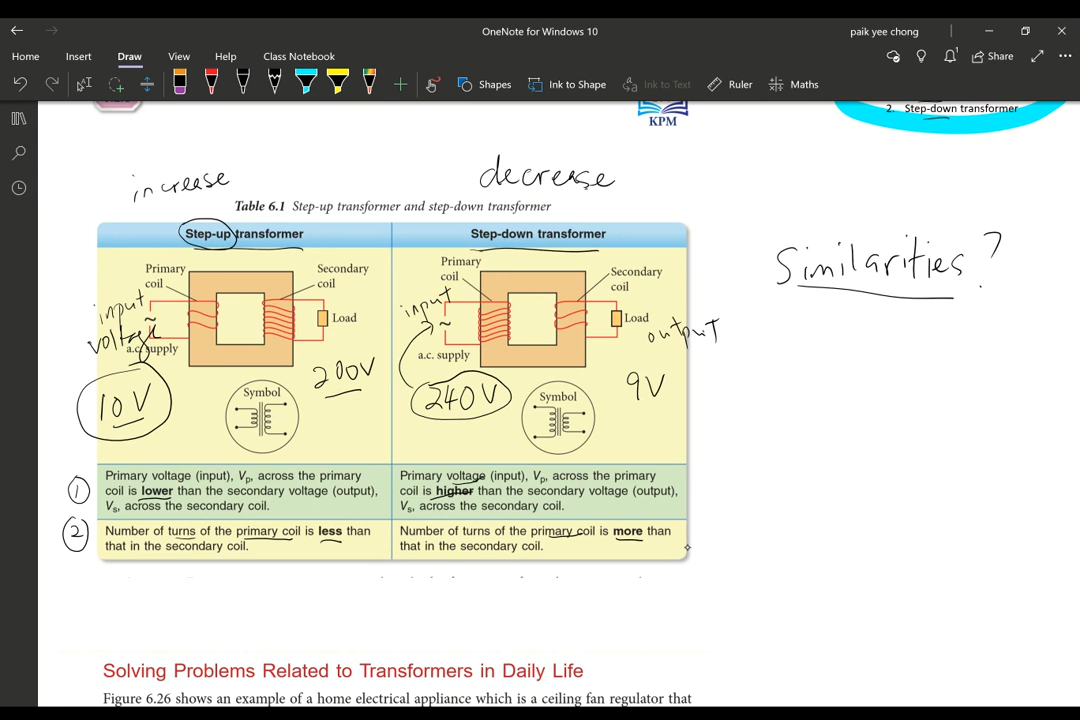 OneNote for Windows 10
paik yee chong
Home Insert Draw View Help Class Notebook
Share
Shapes Ink to Shape Ink to Text Ruler Maths
KPM
2. Step-down transformer
increase
decrease
Table 6.1 Step-up transformer and step-down transformer
Step-up transformer
Step-down transformer
Similarities?
Primary coil
Secondary coil
input voltage
Load
a.c. supply
10V
200V
Symbol
Primary coil
Secondary coil
input
Load
output
a.c. supply
240V
9V
Symbol
1
Primary voltage (input), Vp, across the primary
coil is lower than the secondary voltage (output),
Vs, across the secondary coil.
Primary voltage (input), Vp, across the primary
coil is higher than the secondary voltage (output),
Vs, across the secondary coil.
2
Number of turns of the primary coil is less than
that in the secondary coil.
Number of turns of the primary coil is more than
that in the secondary coil.
Solving Problems Related to Transformers in Daily Life
Figure 6.26 shows an example of a home electrical appliance which is a ceiling fan regulator that